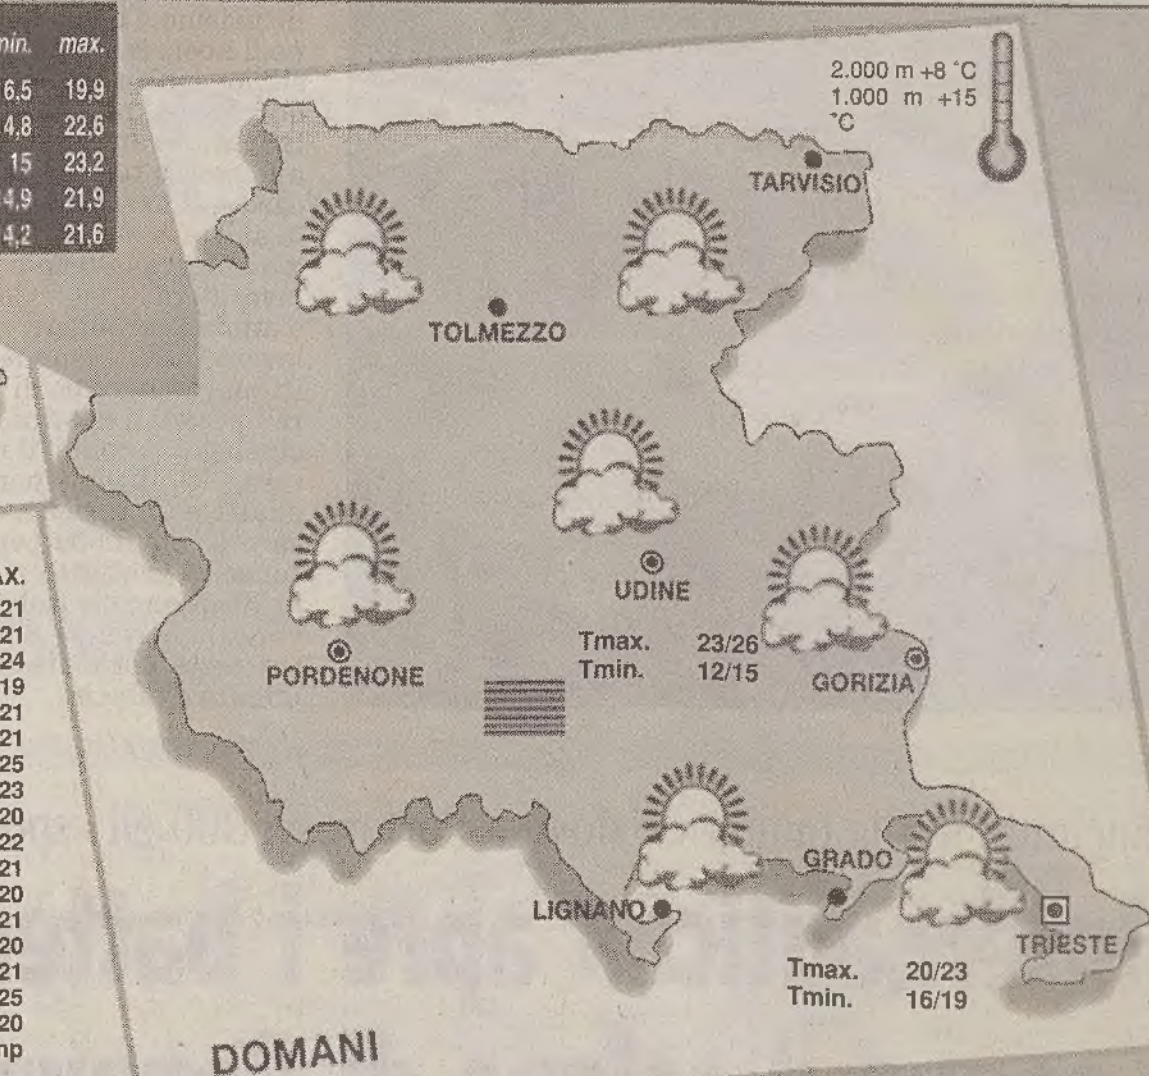 min. max.
6,5 19,9
4,8 22,6
15 23,2
4,9 21,9
4,2 21,6
2.000 m +8 °C
1.000 m +15
°C
TARVISIO
TOLMEZZO
UDINE
Tmax. 23/26
Tmin. 12/15
PORDENONE
GORIZIA
AX.
21
21
24
19
21
21
25
23
20
22
21
20
21
20
21
25
20
np
GRADO
LIGNANO
TRIESTE
Tmax. 20/23
Tmin. 16/19
DOMANI